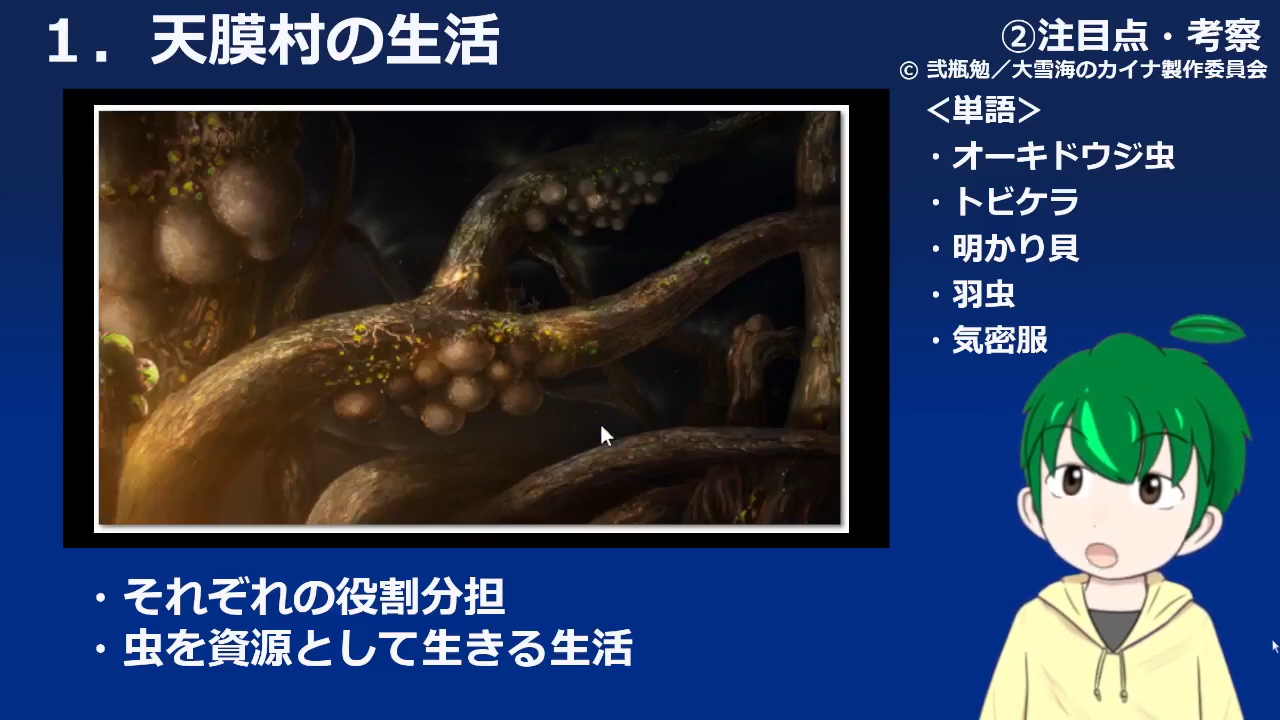 １．天膜村の生活
②注目点・考察
© 弐瓶勉／大雪海のカイナ製作委員会
＜単語＞
・オーキドウジ虫
・トビケラ
・明かり貝
・羽虫
・気密服
・それぞれの役割分担
・虫を資源として生きる生活